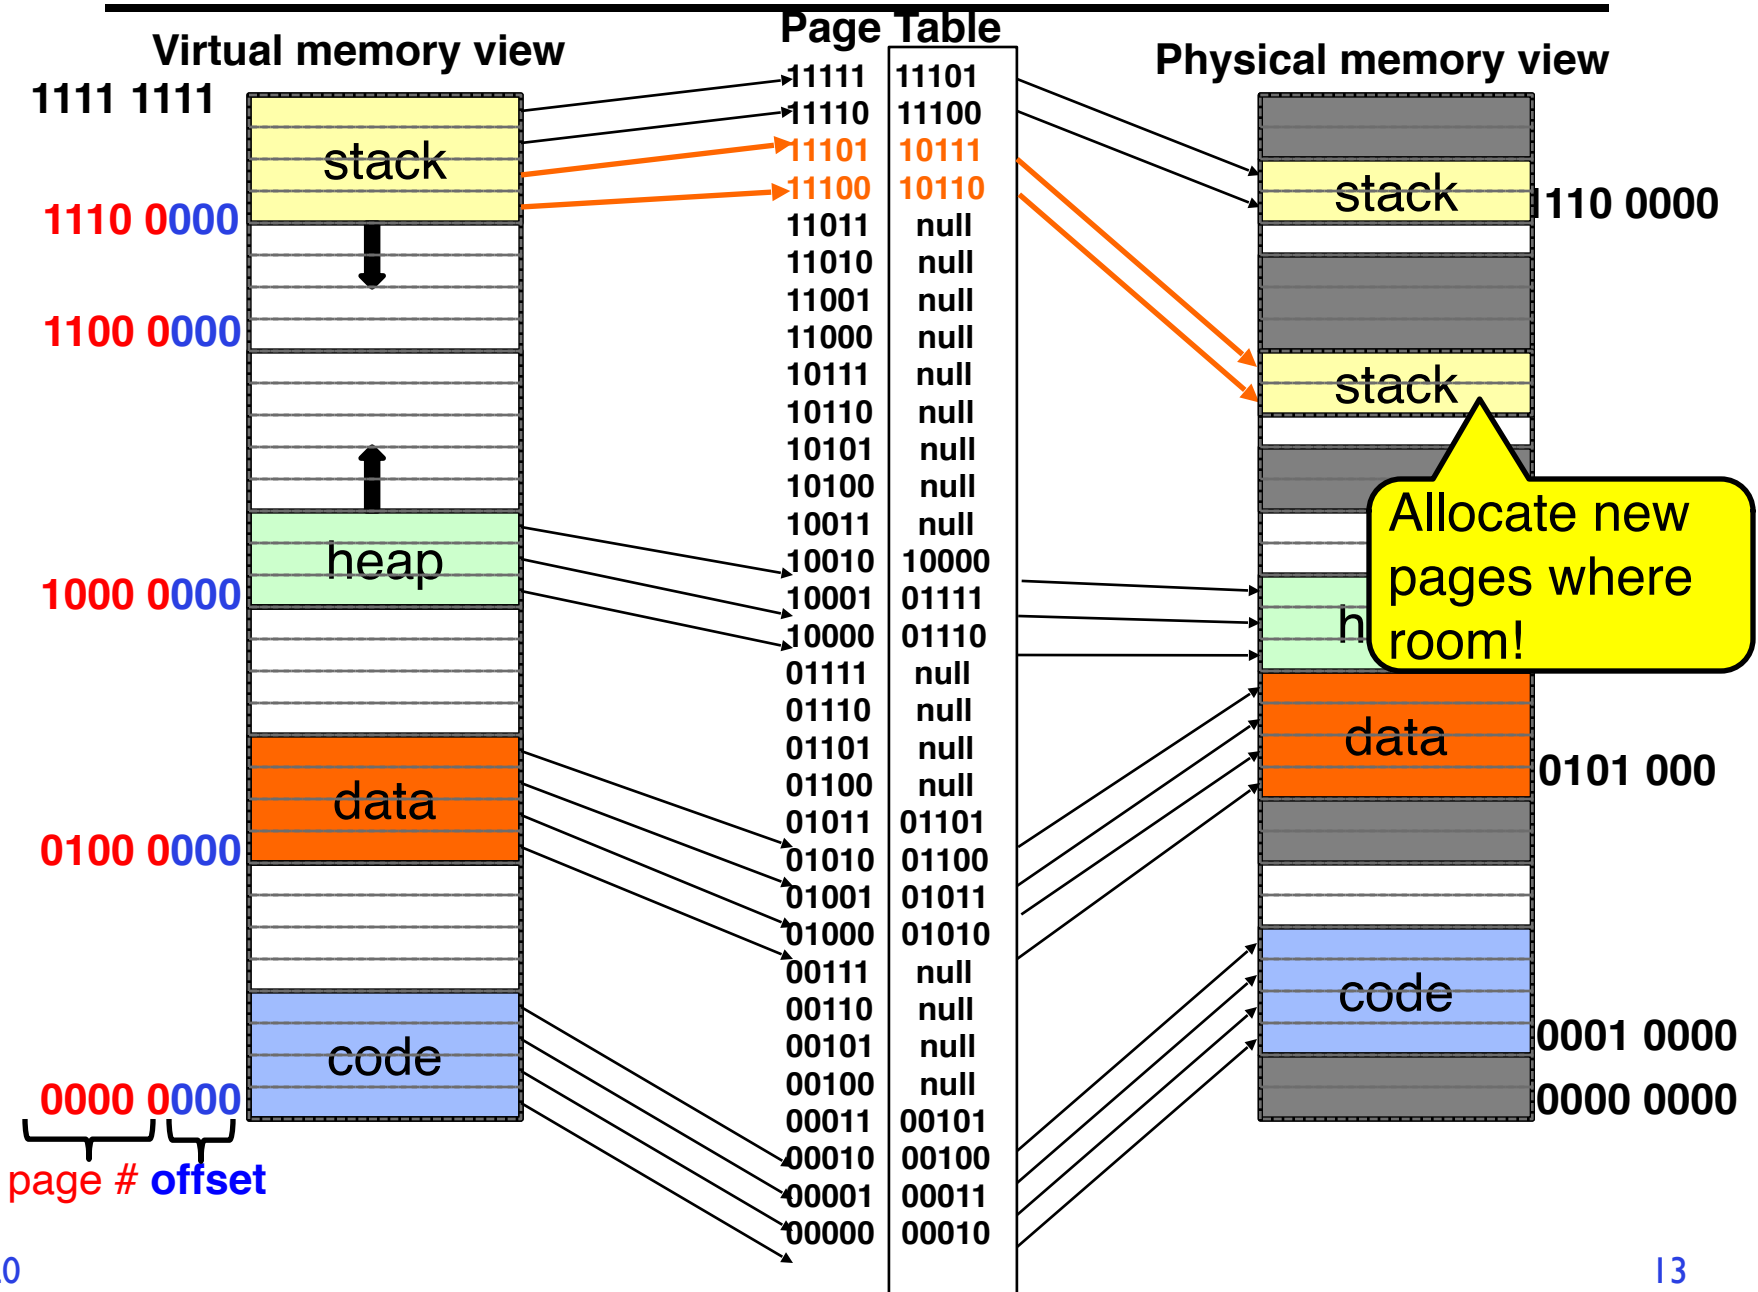 Page Table
Virtual memory view
Physical memory view
1111 1111
stack
1110 0000
1100 0000
heap
1000 0000
data
0100 0000
code
0000 0000
page # offset
11111 11101
11110 11100
11101 10111
11100 10110
11011 null
11010 null
11001 null
11000 null
10111 null
10110 null
10101 null
10100 null
10011 null
10010 10000
10001 01111
10000 01110
01111 null
01110 null
01101 null
01100 null
01011 01101
01010 01100
01001 01011
01000 01010
00111 null
00110 null
00101 null
00100 null
00011 00101
00010 00100
00001 00011
00000 00010
stack
1110 0000
stack
Allocate new
pages where
room!
h
data
0101 000
code
0001 0000
0000 0000
13